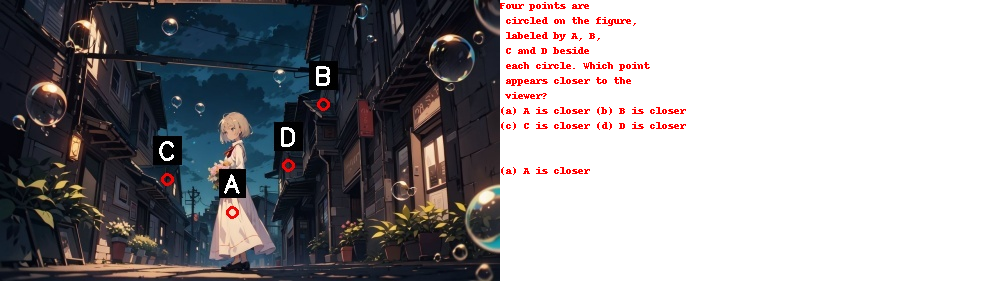 B
D
C
A
Four points are
circled on the figure,
labeled by A, B,
C and D beside
each circle. Which point
appears closer to the
viewer?
(a) A is closer (b) B is closer
(c) C is closer (d) D is closer
(a) A is closer